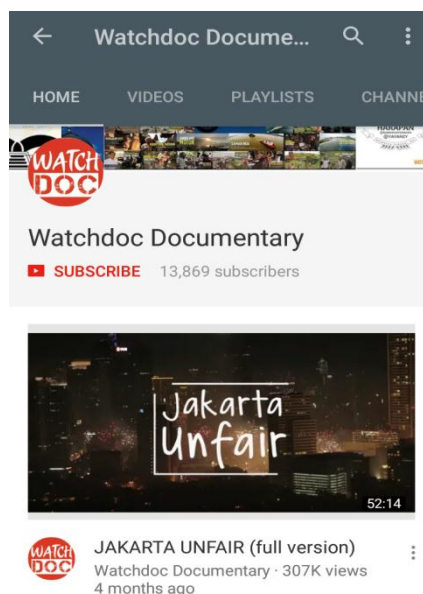 Watchdoc Docume...
HOME VIDEOS PLAYLISTS CHANNE
HARAPAN
WATCH
DOC
Watchdoc Documentary
SUBSCRIBE 13,869 subscribers
Jakarta
Unfair
52:14
WATCH
DOC
JAKARTA UNFAIR (full version)
Watchdoc Documentary · 307K views
4 months ago